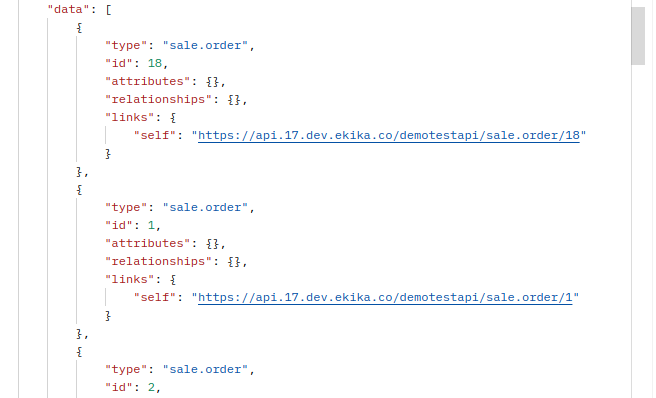 "data": [
{
"type": "sale.order",
"id": 18,
"attributes": {},
"relationships": {},
"links": {
"self": "https://api.17.dev.ekika.co/demotestapi/sale.order/18"
}
},
{
"type": "sale.order",
"id": 1,
"attributes": {},
"relationships": {},
"links": {
"self": "https://api.17.dev.ekika.co/demotestapi/sale.order/1"
}
},
{
"type": "sale.order",
"id": 2,